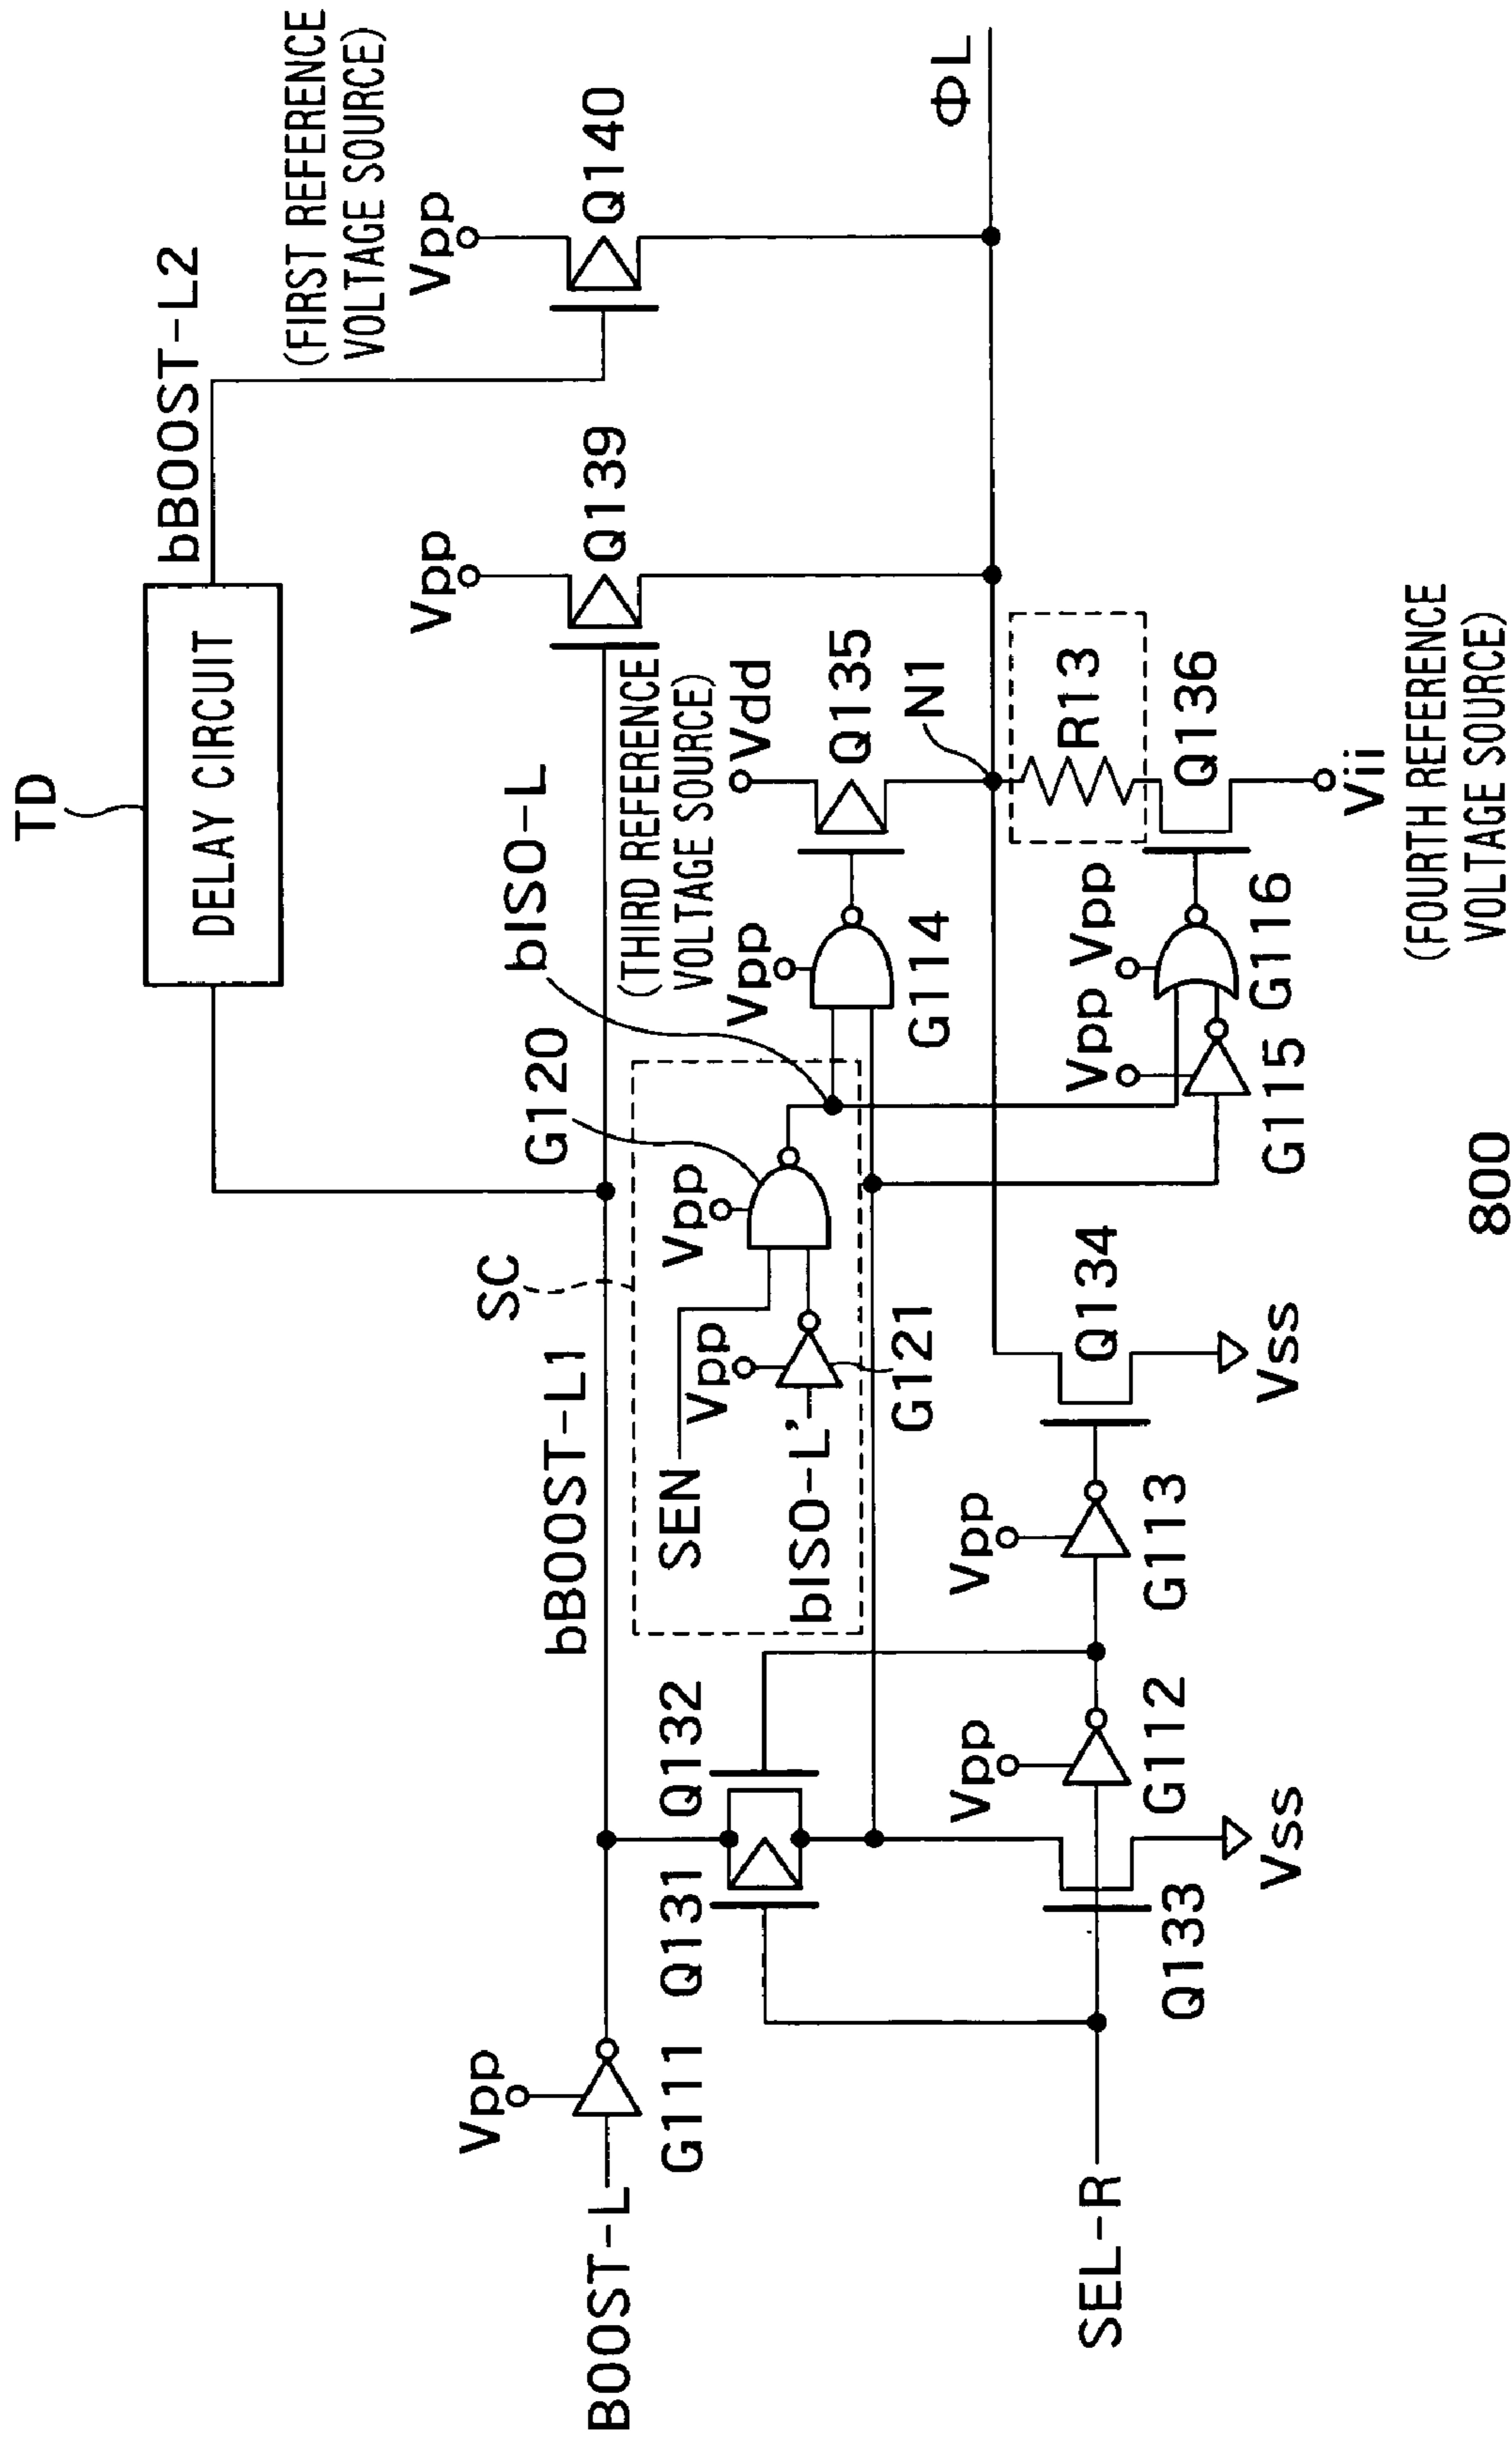 TD
DELAY CIRCUIT
bBOOST-L2
(FIRST REFERENCE
VOLTAGE SOURCE)
Vpp
Q140
Vpp
Q139
bISO-L
(THIRD REFERENCE
VOLTAGE SOURCE)
Vdd
Q135
N1
ΦL
G120
SC
bBOOST-L1
Vpp
SEN
Vpp
bISO-L'
G121
Vpp
G114
R13
Q136
Vii
(FOURTH REFERENCE
VOLTAGE SOURCE)
Vpp
G116
Vpp
G115
Q132
Q131
Vpp
G111
BOOST-L
Vpp
G113
Q134
Vss
Vpp
G112
Vss
Q133
SEL-R
800